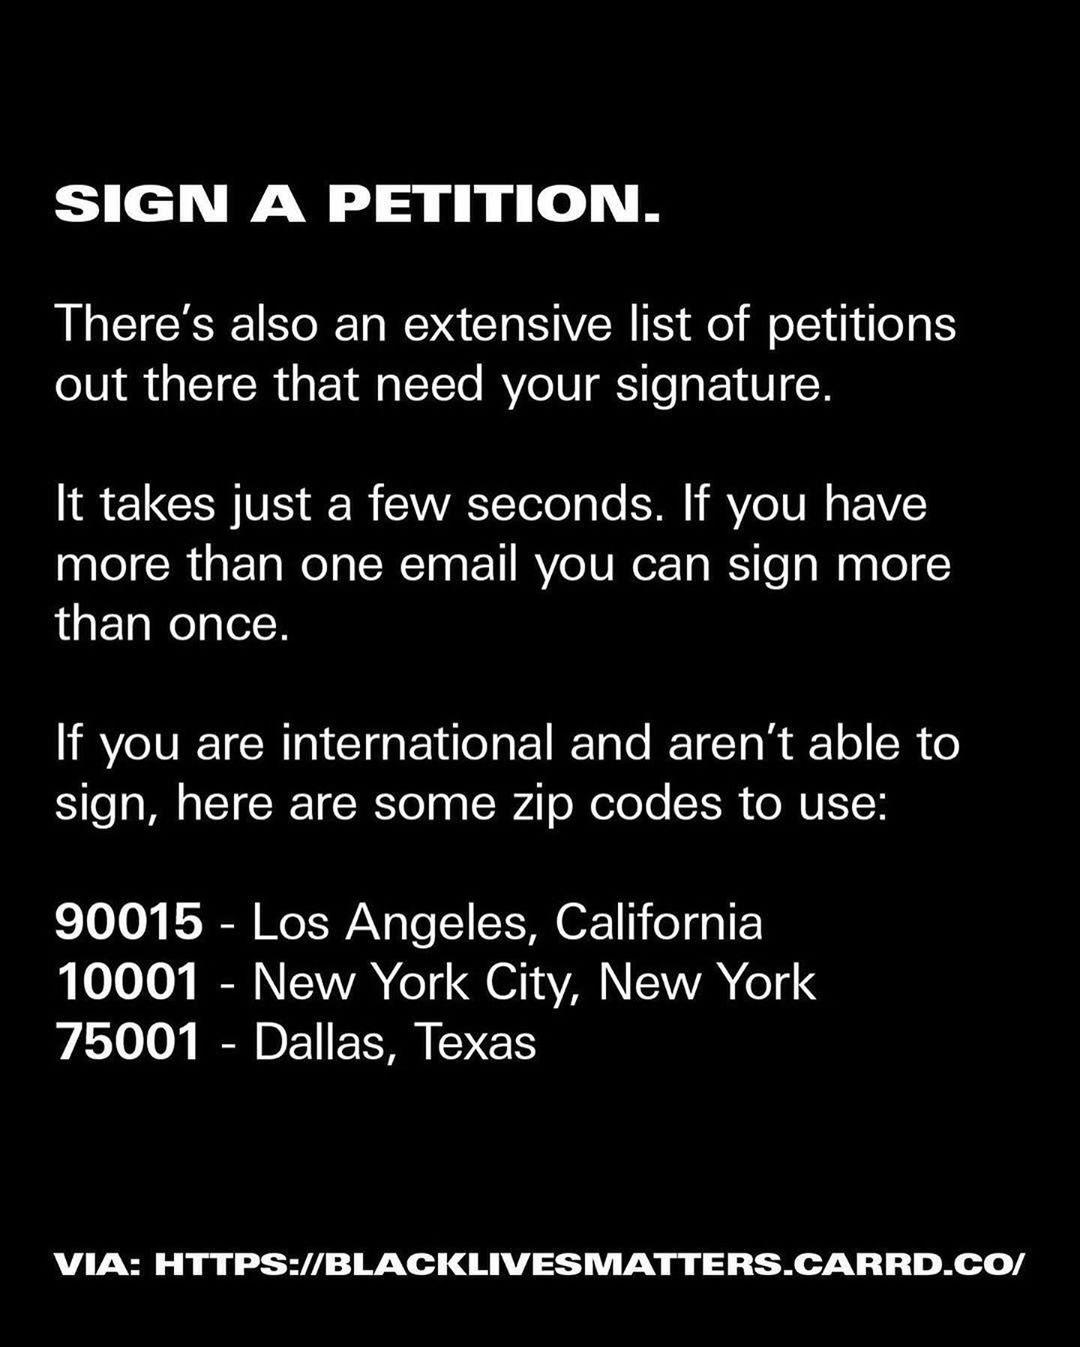 SIGN A PETITION.
There’s also an extensive list of petitions
out there that need your signature.
It takes just a few seconds. If you have
more than one email you can sign more
than once.
If you are international and aren’t able to
sign, here are some zip codes to use:
90015 - Los Angeles, California
10001 - New York City, New York
75001 - Dallas, Texas
VIA: HTTPS://BLACKLIVESMATTERS.CARRD.CO/